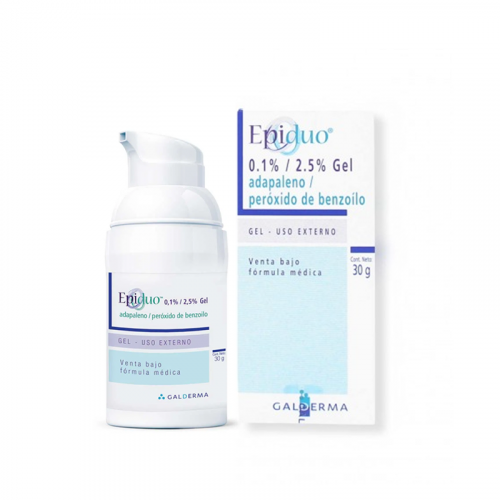 Epiduo™ 0,1% / 2,5% Gel
adapaleno / peróxido de benzoilo
GEL - USO EXTERNO
Venta bajo
fórmula médica
30 g
GALDERMA
Epiduo®
0.1% / 2.5% Gel
adapaleno /
peróxido de benzoilo
GEL - USO EXTERNO
Cont. Neto
30 g
Venta bajo
fórmula médica
GALDERMA